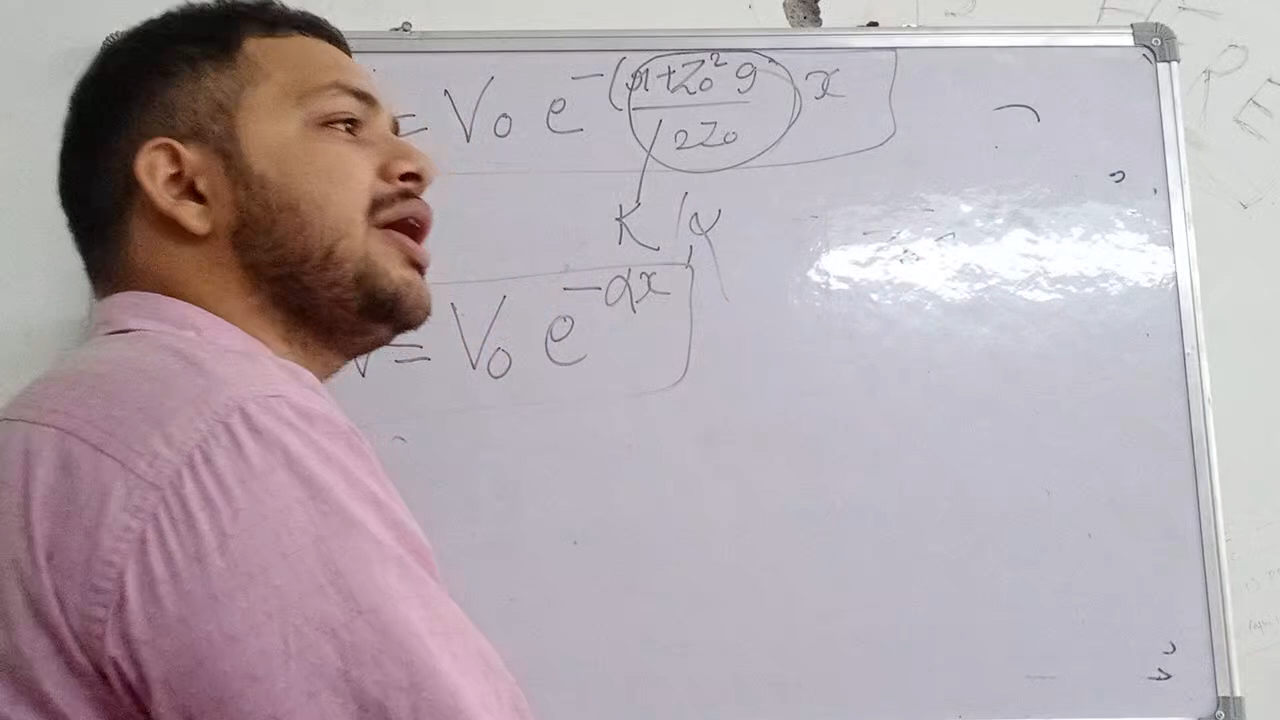 = V₀ e^-((r+Z₀² g)/(2Z₀)) x
K / α
V = V₀ e^-αx